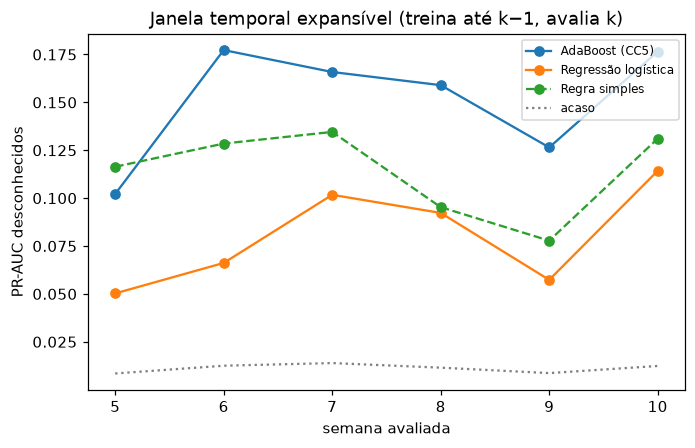 Janela temporal expansível (treina até k−1, avalia k)
AdaBoost (CC5)
Regressão logística
Regra simples
acaso
PR-AUC desconhecidos
0.175
0.150
0.125
0.100
0.075
0.050
0.025
5 6 7 8 9 10
semana avaliada